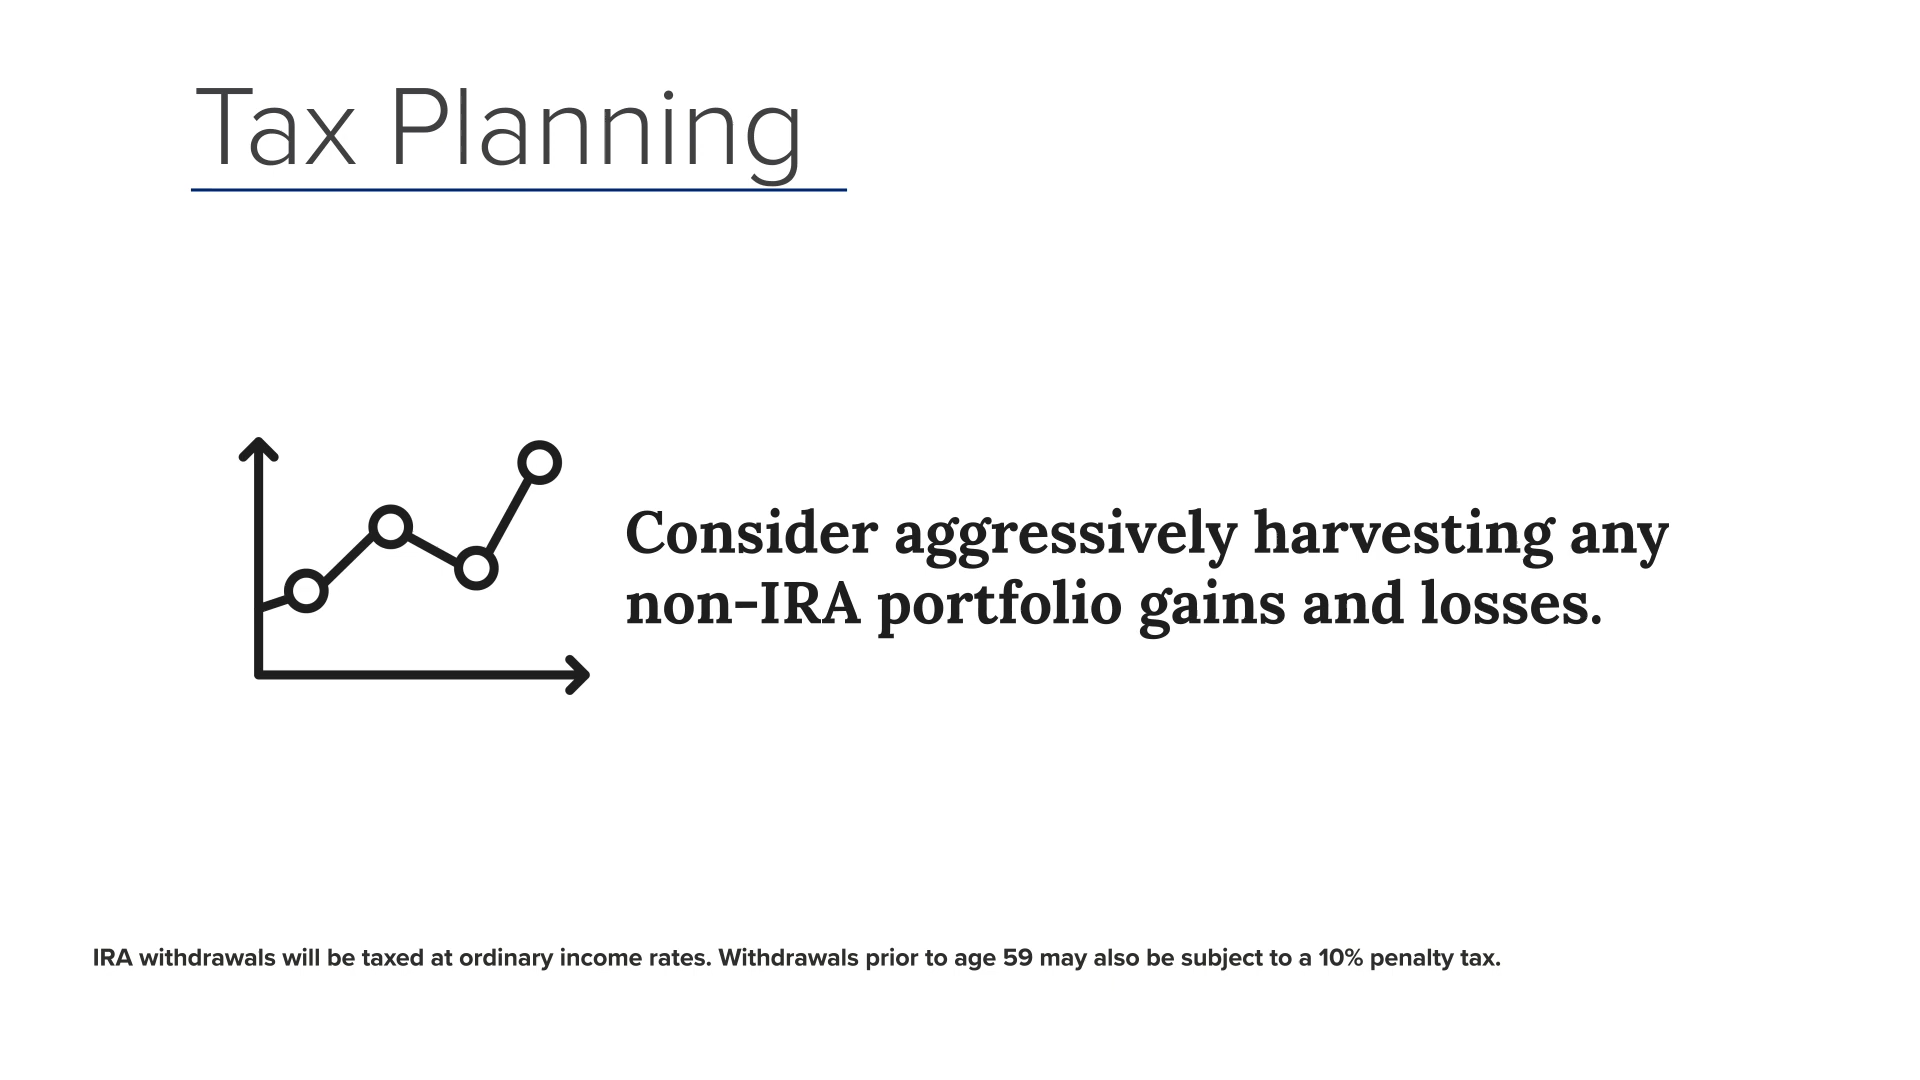 Tax Planning
Consider aggressively harvesting any
non-IRA portfolio gains and losses.
IRA withdrawals will be taxed at ordinary income rates. Withdrawals prior to age 59 may also be subject to a 10% penalty tax.